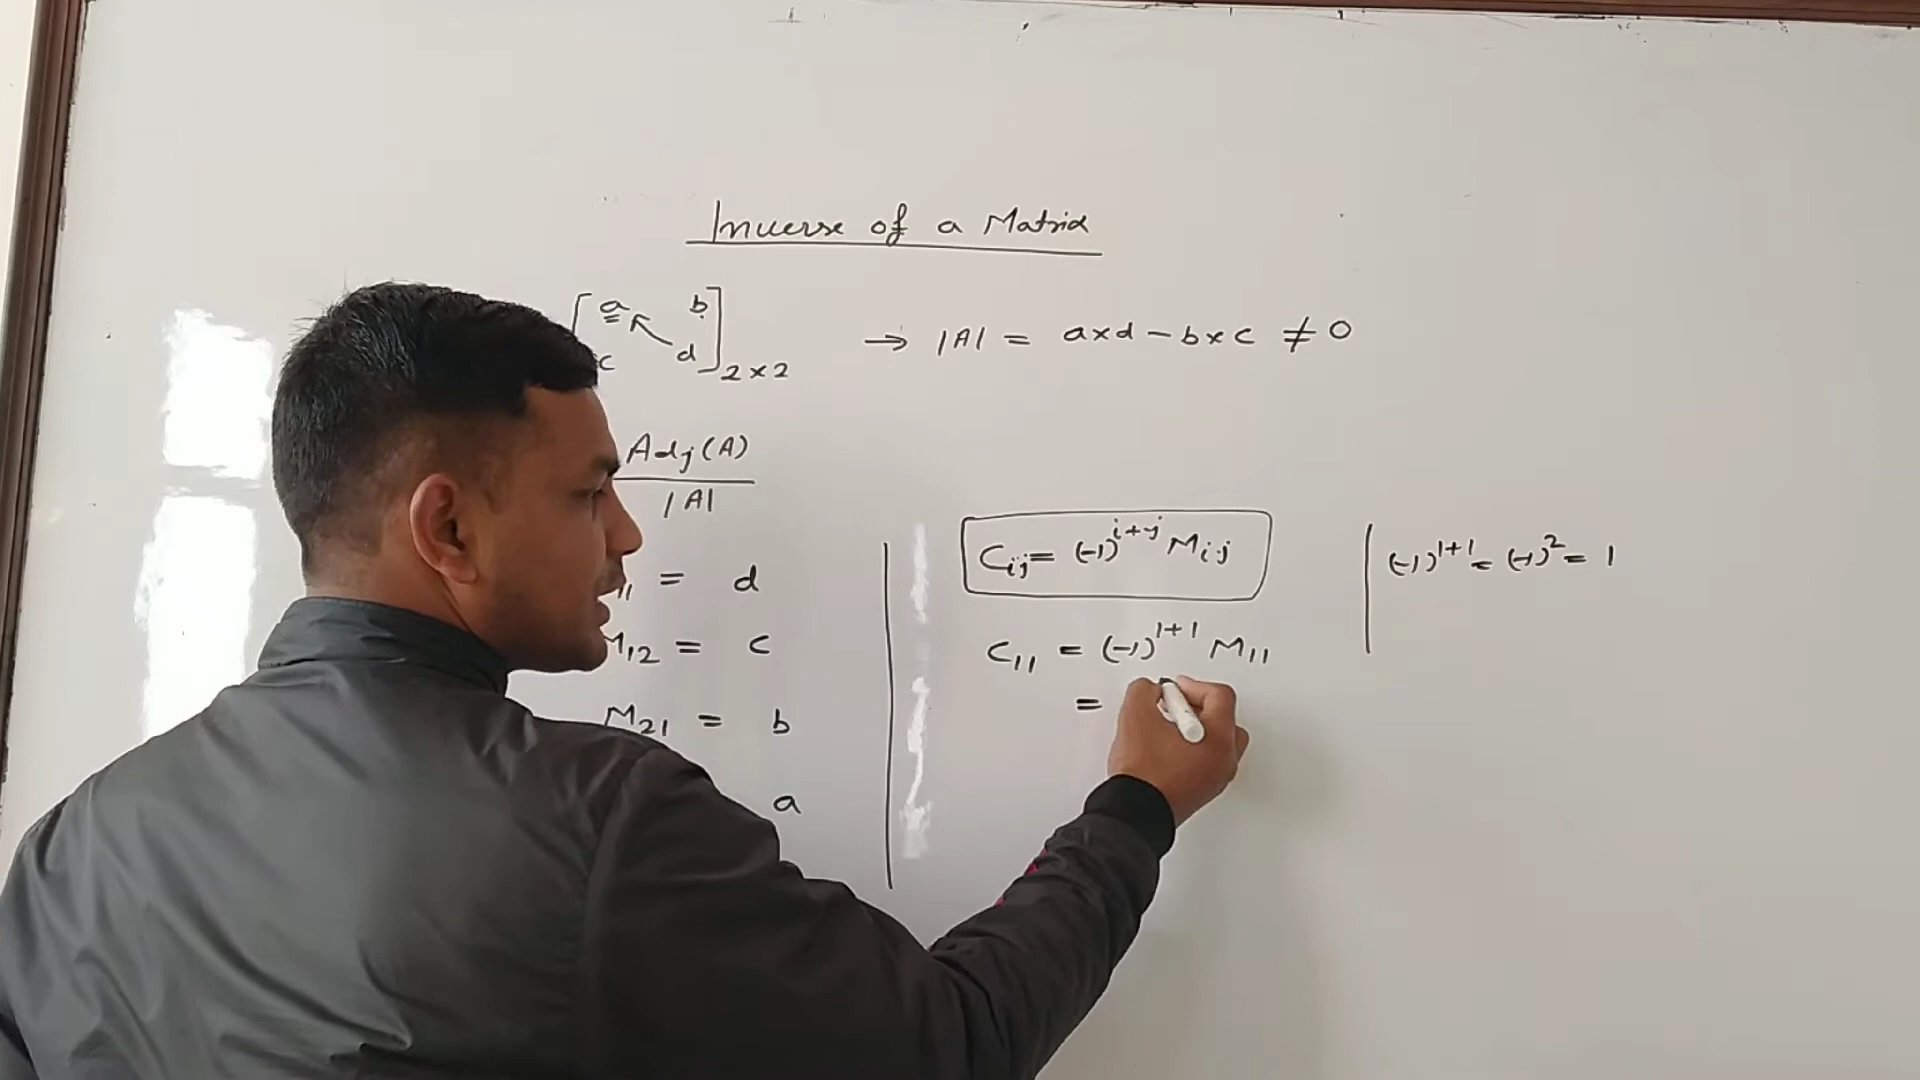 Inverse of a Matrix
[a b
c d]2×2 → |A| = a×d − b×c ≠ 0
Adj(A)
|A|
11 = d
M12 = c
M21 = b
a
Cij = (-1)^i+j Mij
C11 = (-1)^1+1 M11
=
(-1)^1+1 = (-1)^2 = 1